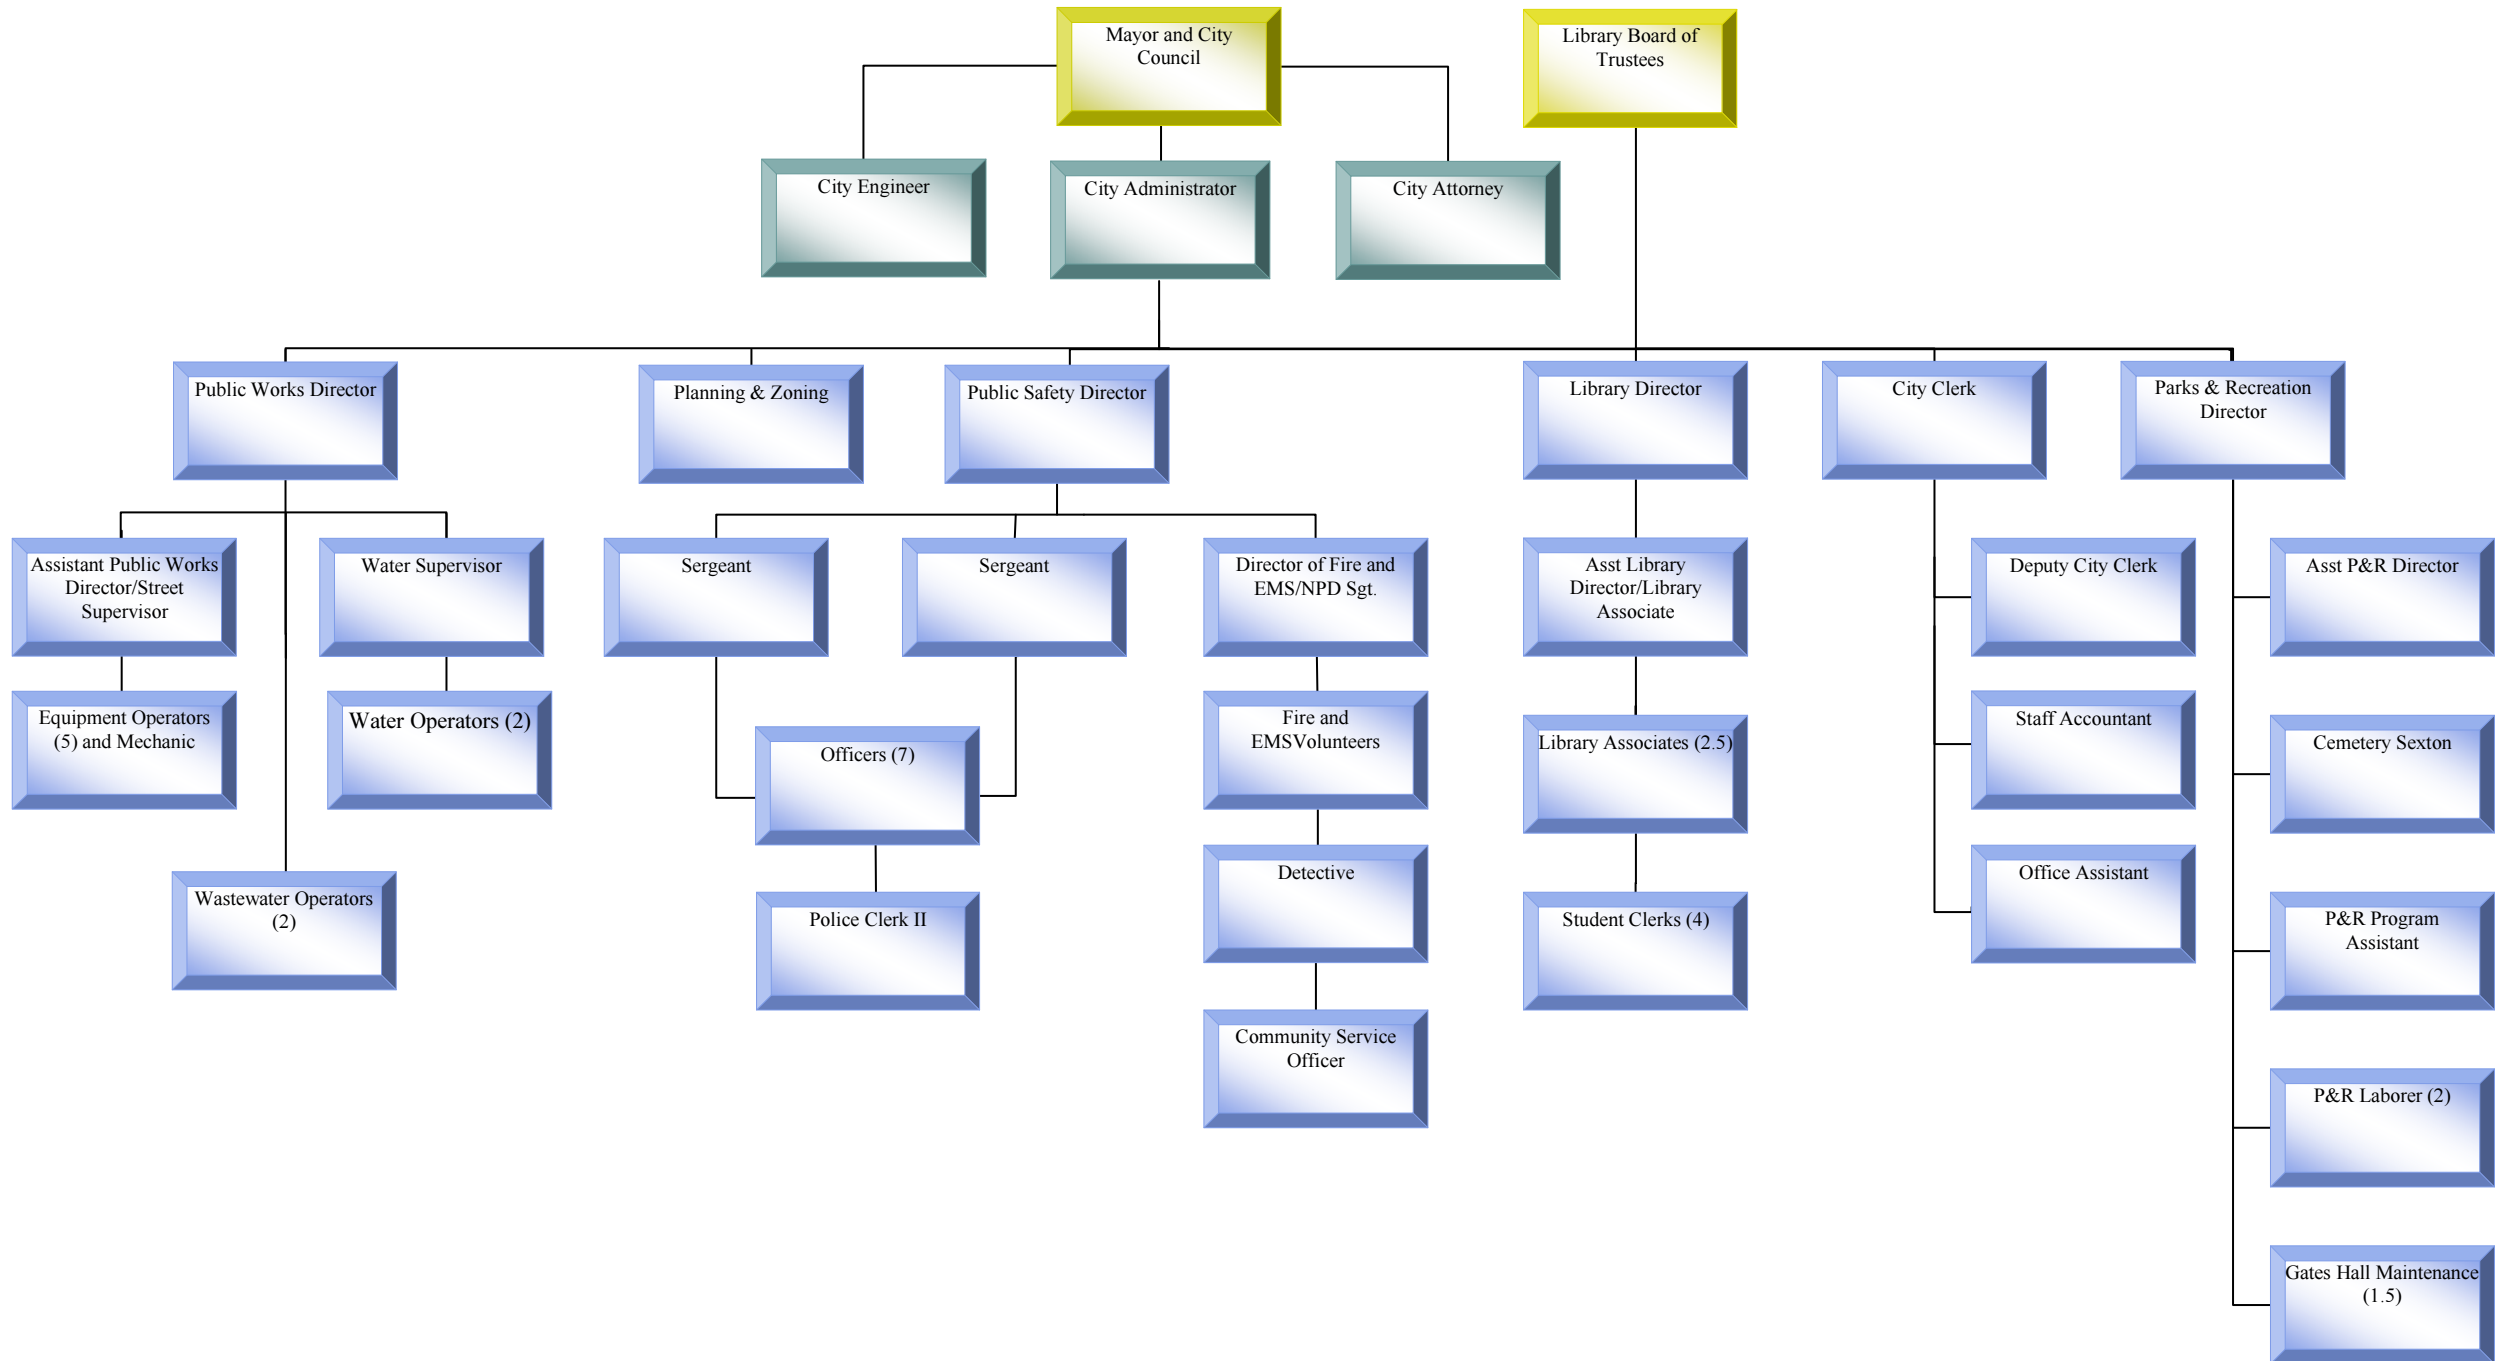 Mayor and City
Council
Library Board of
Trustees
City Engineer
City Administrator
City Attorney
Public Works Director
Planning & Zoning
Public Safety Director
Library Director
City Clerk
Parks & Recreation
Director
Assistant Public Works
Director/Street
Supervisor
Water Supervisor
Sergeant
Sergeant
Director of Fire and
EMS/NPD Sgt.
Asst Library
Director/Library
Associate
Deputy City Clerk
Asst P&R Director
Equipment Operators
(5) and Mechanic
Water Operators (2)
Officers (7)
Fire and
EMSVolunteers
Library Associates (2.5)
Staff Accountant
Cemetery Sexton
Wastewater Operators
(2)
Police Clerk II
Detective
Student Clerks (4)
Office Assistant
P&R Program
Assistant
Community Service
Officer
P&R Laborer (2)
Gates Hall Maintenance
(1.5)